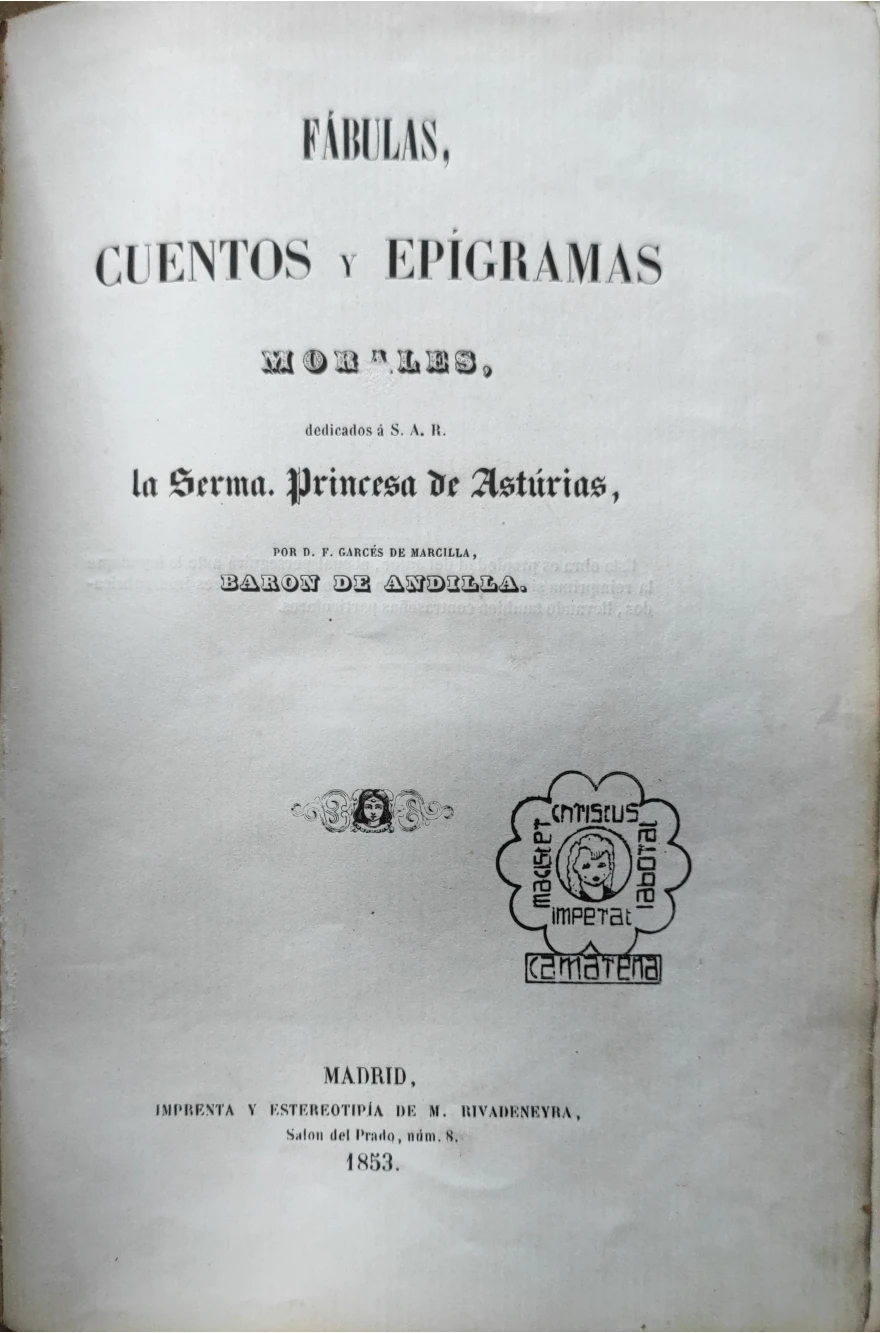 FÁBULAS,
CUENTOS Y EPÍGRAMAS
MORALES,
dedicados á S. A. R.
la Serma. Princesa de Astúrias,
POR D. F. GARCÉS DE MARCILLA,
BARON DE ANDILLA.
magister
Cntiscus
laborat
imperat
Camarena
MADRID,
IMPRENTA Y ESTEREOTIPÍA DE M. RIVADENEYRA,
Salon del Prado, núm. 8.
1853.